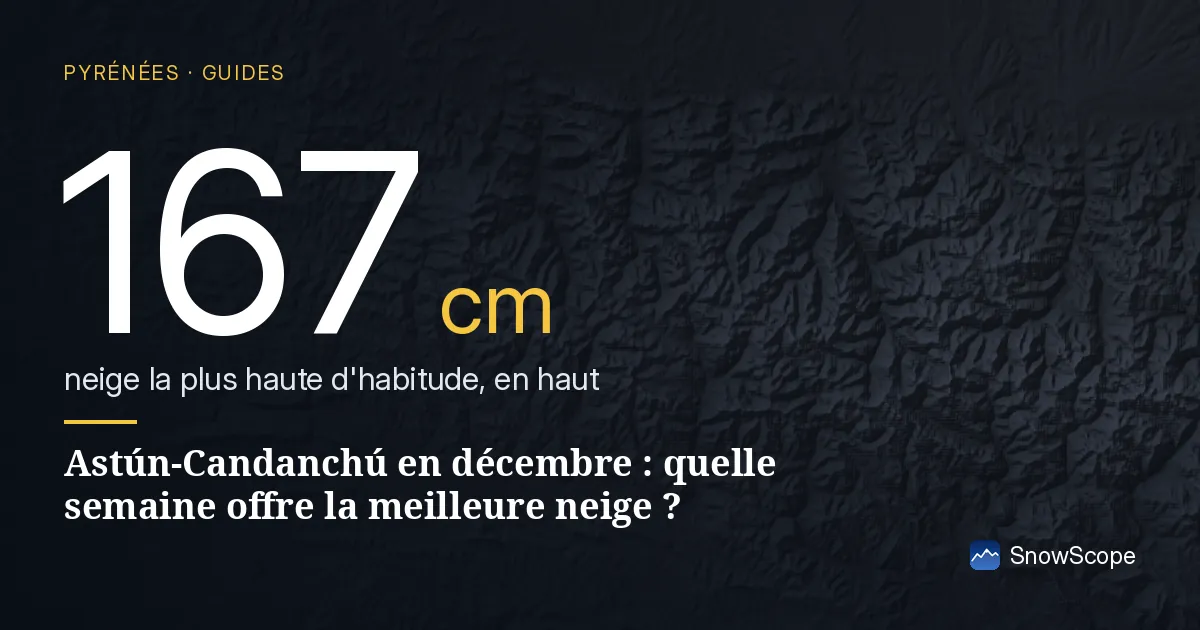 PYRÉNÉES · GUIDES
167 cm
neige la plus haute d'habitude, en haut
Astún-Candanchú en décembre : quelle
semaine offre la meilleure neige ?
SnowScope